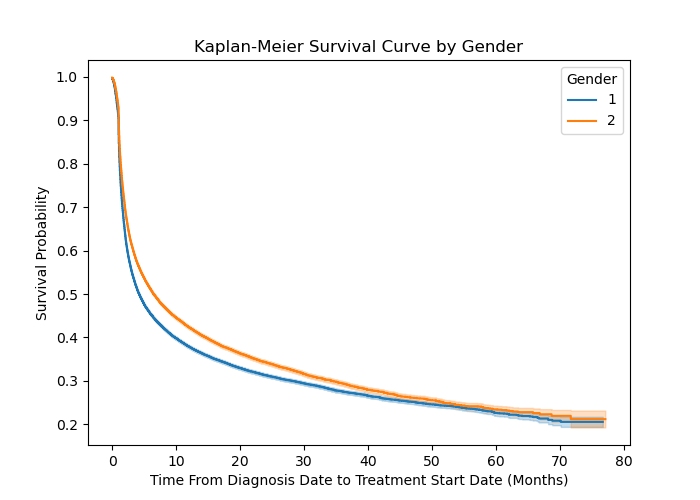 Kaplan-Meier Survival Curve by Gender
Gender
1
2
Survival Probability
1.0
0.9
0.8
0.7
0.6
0.5
0.4
0.3
0.2
0 10 20 30 40 50 60 70 80
Time From Diagnosis Date to Treatment Start Date (Months)